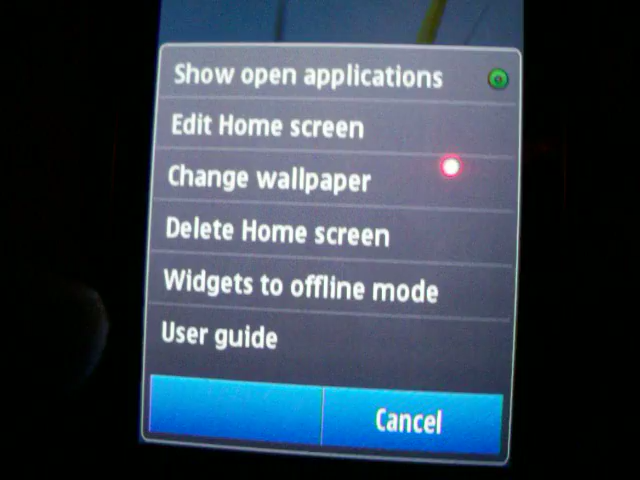 Show open applications
Edit Home screen
Change wallpaper
Delete Home screen
Widgets to offline mode
User guide
Cancel